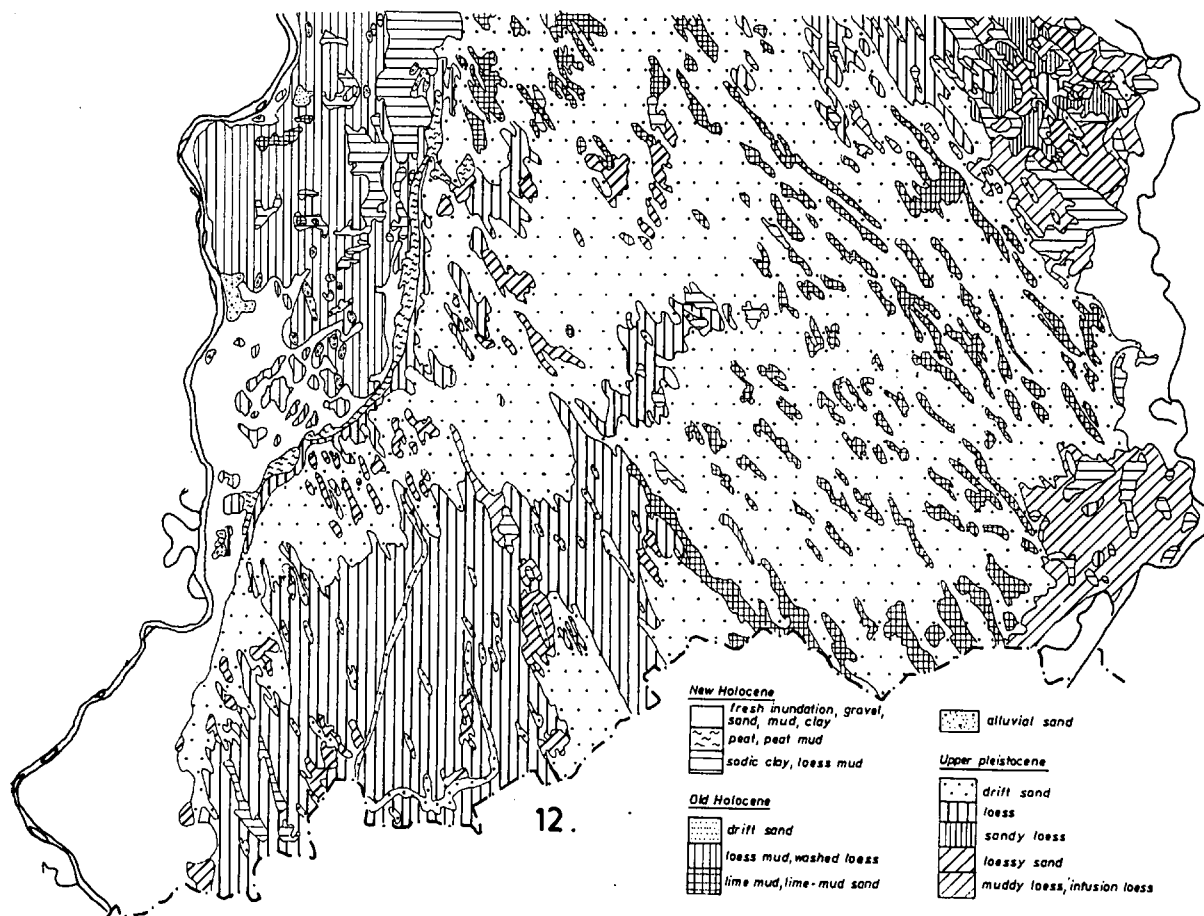 12.
New Holocene
fresh inundation, gravel,
sand, mud, clay
peat, peat mud
sodic clay, loess mud
Old Holocene
drift sand
loess mud, washed loess
lime mud, lime-mud sand
alluvial sand
Upper pleistocene
drift sand
loess
sandy loess
loessy sand
muddy loess, infusion loess